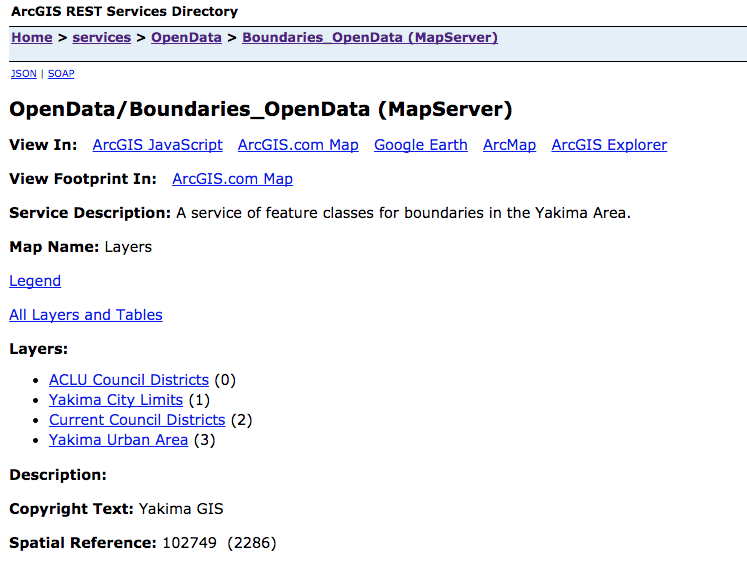 ArcGIS REST Services Directory
Home > services > OpenData > Boundaries_OpenData (MapServer)
JSON | SOAP
OpenData/Boundaries_OpenData (MapServer)
View In: ArcGIS JavaScript ArcGIS.com Map Google Earth ArcMap ArcGIS Explorer
View Footprint In: ArcGIS.com Map
Service Description: A service of feature classes for boundaries in the Yakima Area.
Map Name: Layers
Legend
All Layers and Tables
Layers:
• ACLU Council Districts (0)
• Yakima City Limits (1)
• Current Council Districts (2)
• Yakima Urban Area (3)
Description:
Copyright Text: Yakima GIS
Spatial Reference: 102749 (2286)